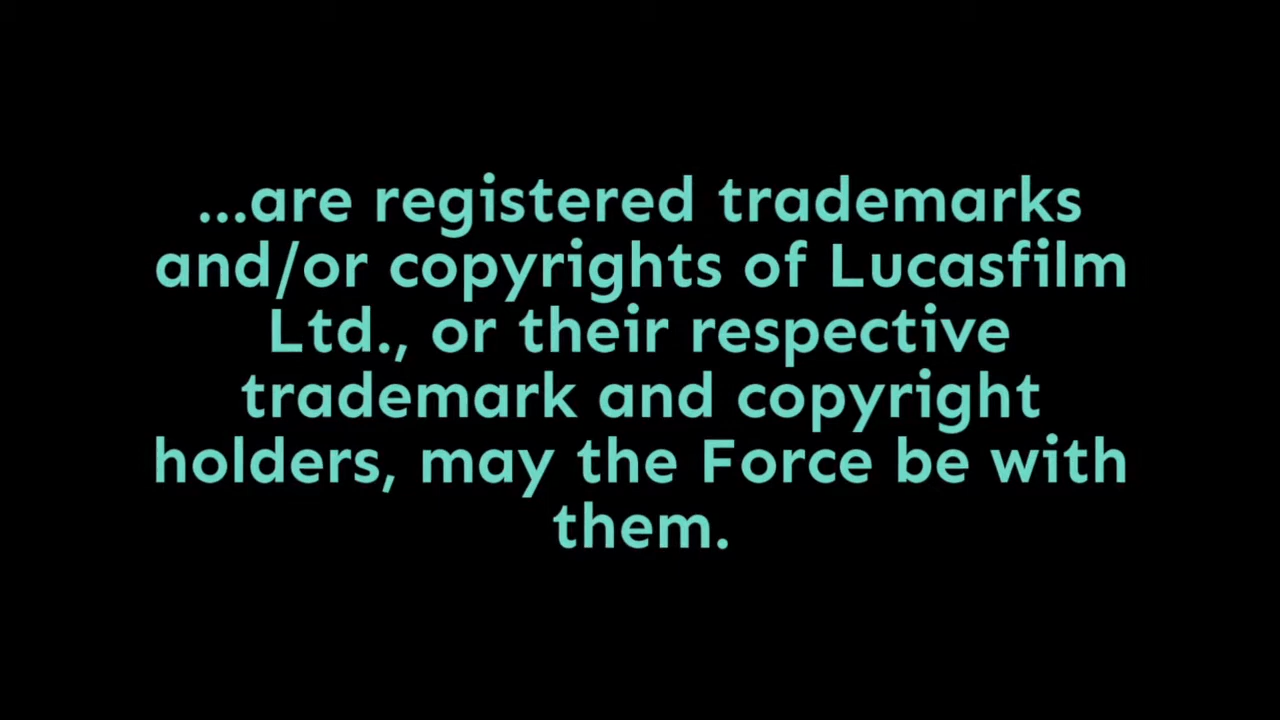 ...are registered trademarks
and/or copyrights of Lucasfilm
Ltd., or their respective
trademark and copyright
holders, may the Force be with
them.